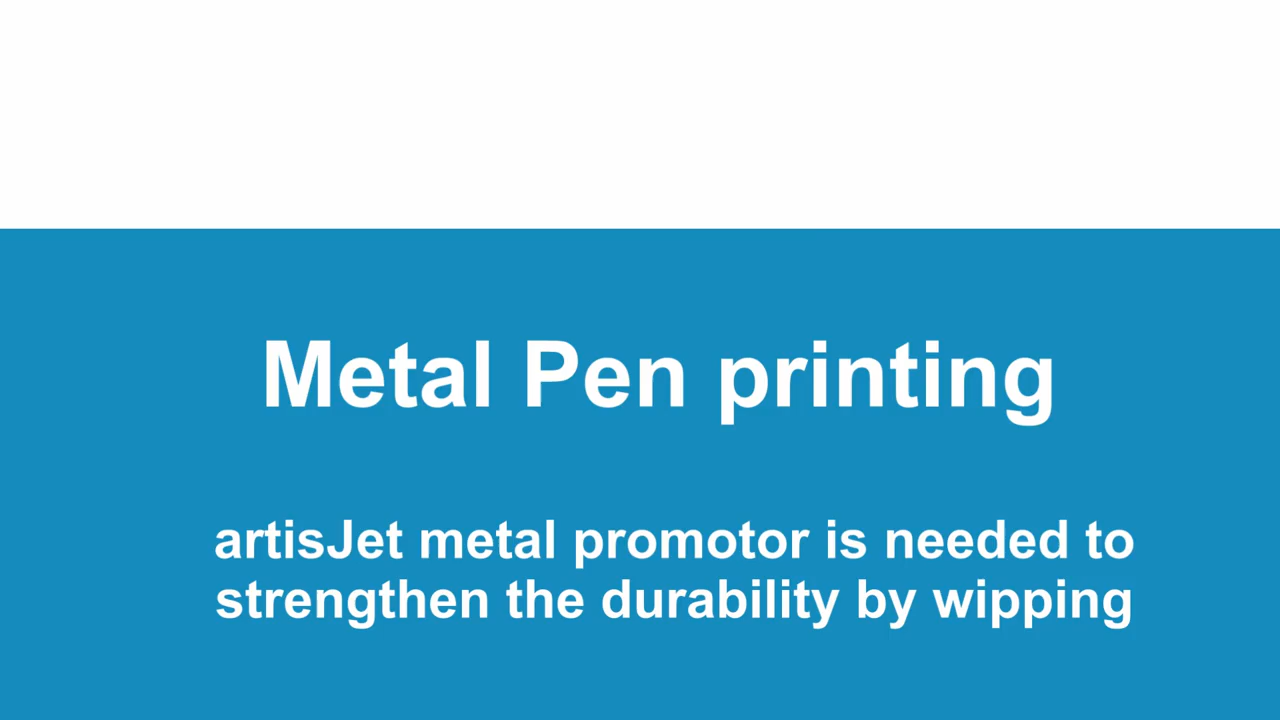 Metal Pen printing
artisJet metal promotor is needed to
strengthen the durability by wipping